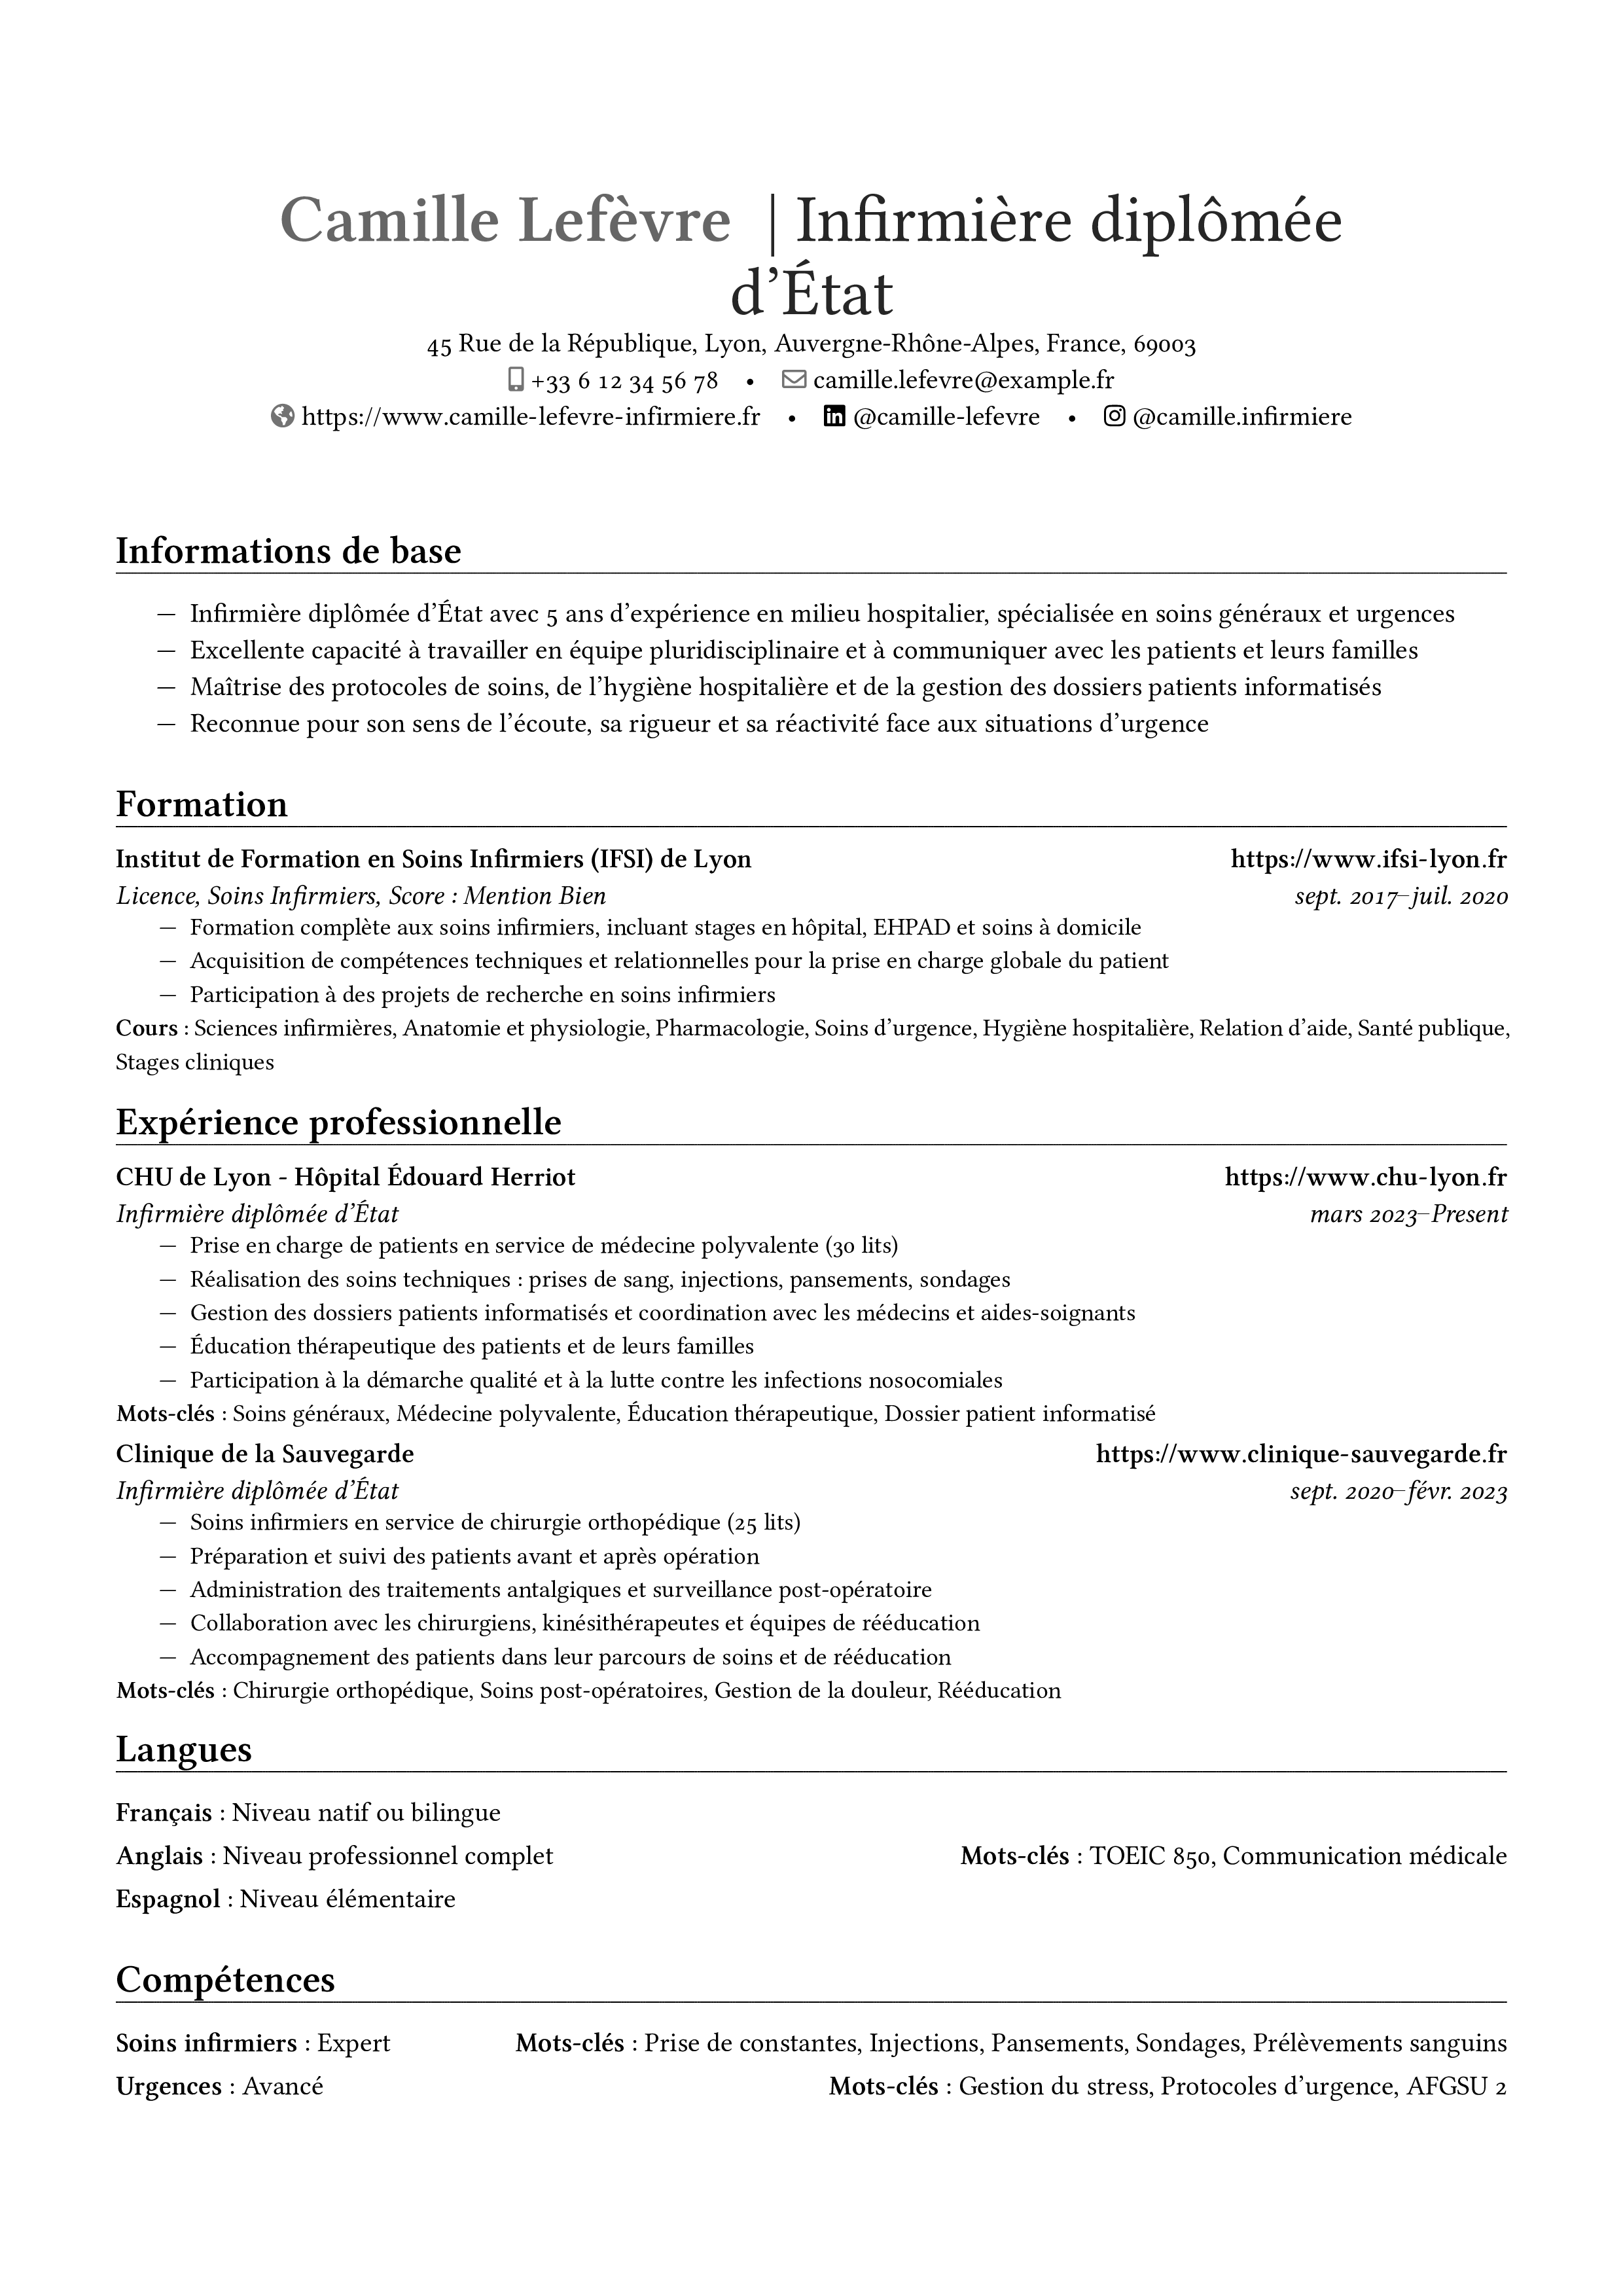 Camille Lefèvre | Infirmière diplômée
d’État
45 Rue de la République, Lyon, Auvergne-Rhône-Alpes, France, 69003
+33 6 12 34 56 78 • camille.lefevre@example.fr
https://www.camille-lefevre-infirmiere.fr • @camille-lefevre • @camille.infirmiere
Informations de base
— Infirmière diplômée d’État avec 5 ans d’expérience en milieu hospitalier, spécialisée en soins généraux et urgences
— Excellente capacité à travailler en équipe pluridisciplinaire et à communiquer avec les patients et leurs familles
— Maîtrise des protocoles de soins, de l’hygiène hospitalière et de la gestion des dossiers patients informatisés
— Reconnue pour son sens de l’écoute, sa rigueur et sa réactivité face aux situations d’urgence
Formation
Institut de Formation en Soins Infirmiers (IFSI) de Lyon https://www.ifsi-lyon.fr
Licence, Soins Infirmiers, Score : Mention Bien sept. 2017–juil. 2020
— Formation complète aux soins infirmiers, incluant stages en hôpital, EHPAD et soins à domicile
— Acquisition de compétences techniques et relationnelles pour la prise en charge globale du patient
— Participation à des projets de recherche en soins infirmiers
Cours : Sciences infirmières, Anatomie et physiologie, Pharmacologie, Soins d’urgence, Hygiène hospitalière, Relation d’aide, Santé publique,
Stages cliniques
Expérience professionnelle
CHU de Lyon - Hôpital Édouard Herriot https://www.chu-lyon.fr
Infirmière diplômée d’État mars 2023–Present
— Prise en charge de patients en service de médecine polyvalente (30 lits)
— Réalisation des soins techniques : prises de sang, injections, pansements, sondages
— Gestion des dossiers patients informatisés et coordination avec les médecins et aides-soignants
— Éducation thérapeutique des patients et de leurs familles
— Participation à la démarche qualité et à la lutte contre les infections nosocomiales
Mots-clés : Soins généraux, Médecine polyvalente, Éducation thérapeutique, Dossier patient informatisé
Clinique de la Sauvegarde https://www.clinique-sauvegarde.fr
Infirmière diplômée d’État sept. 2020–févr. 2023
— Soins infirmiers en service de chirurgie orthopédique (25 lits)
— Préparation et suivi des patients avant et après opération
— Administration des traitements antalgiques et surveillance post-opératoire
— Collaboration avec les chirurgiens, kinésithérapeutes et équipes de rééducation
— Accompagnement des patients dans leur parcours de soins et de rééducation
Mots-clés : Chirurgie orthopédique, Soins post-opératoires, Gestion de la douleur, Rééducation
Langues
Français : Niveau natif ou bilingue
Anglais : Niveau professionnel complet Mots-clés : TOEIC 850, Communication médicale
Espagnol : Niveau élémentaire
Compétences
Soins infirmiers : Expert Mots-clés : Prise de constantes, Injections, Pansements, Sondages, Prélèvements sanguins
Urgences : Avancé Mots-clés : Gestion du stress, Protocoles d’urgence, AFGSU 2